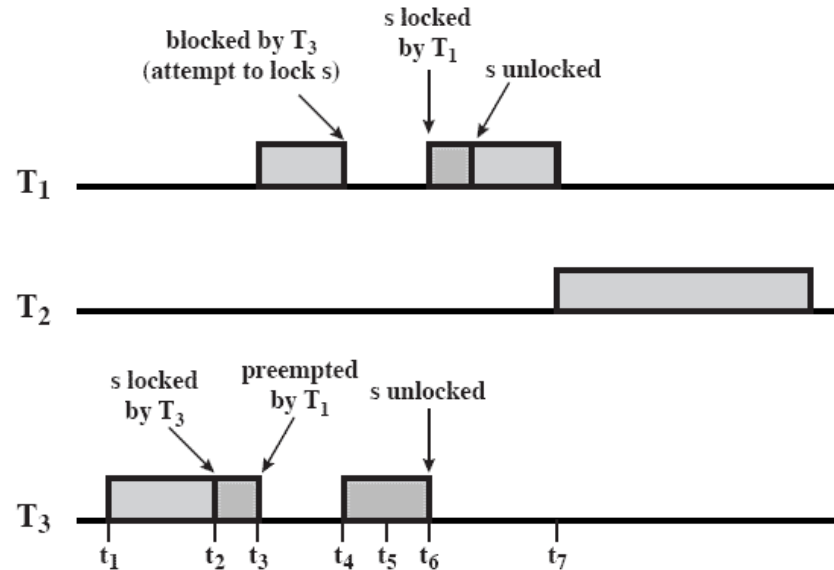 blocked by T3
(attempt to lock s)
s locked
by T1
s unlocked
T1
T2
s locked
by T3
preempted
by T1
s unlocked
T3
t1 t2 t3 t4 t5 t6 t7